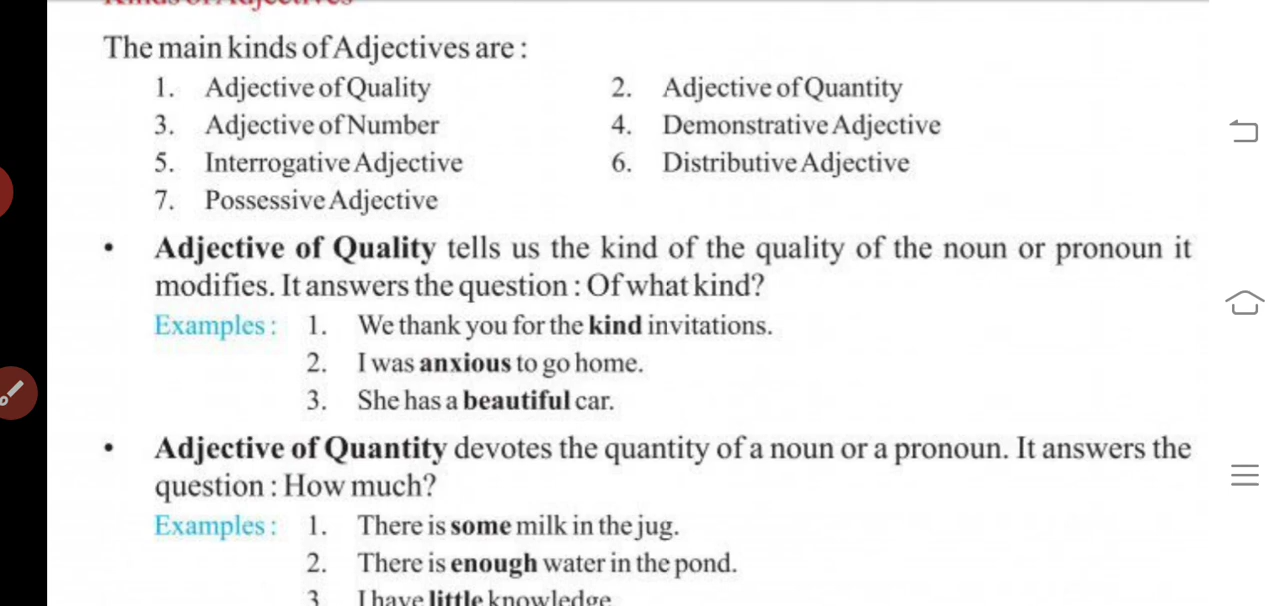 The main kinds of Adjectives are :
1. Adjective of Quality 2. Adjective of Quantity
3. Adjective of Number 4. Demonstrative Adjective
5. Interrogative Adjective 6. Distributive Adjective
7. Possessive Adjective
• Adjective of Quality tells us the kind of the quality of the noun or pronoun it
modifies. It answers the question : Of what kind?
Examples : 1. We thank you for the kind invitations.
2. I was anxious to go home.
3. She has a beautiful car.
• Adjective of Quantity devotes the quantity of a noun or a pronoun. It answers the
question : How much?
Examples : 1. There is some milk in the jug.
2. There is enough water in the pond.
3. I have little knowledge